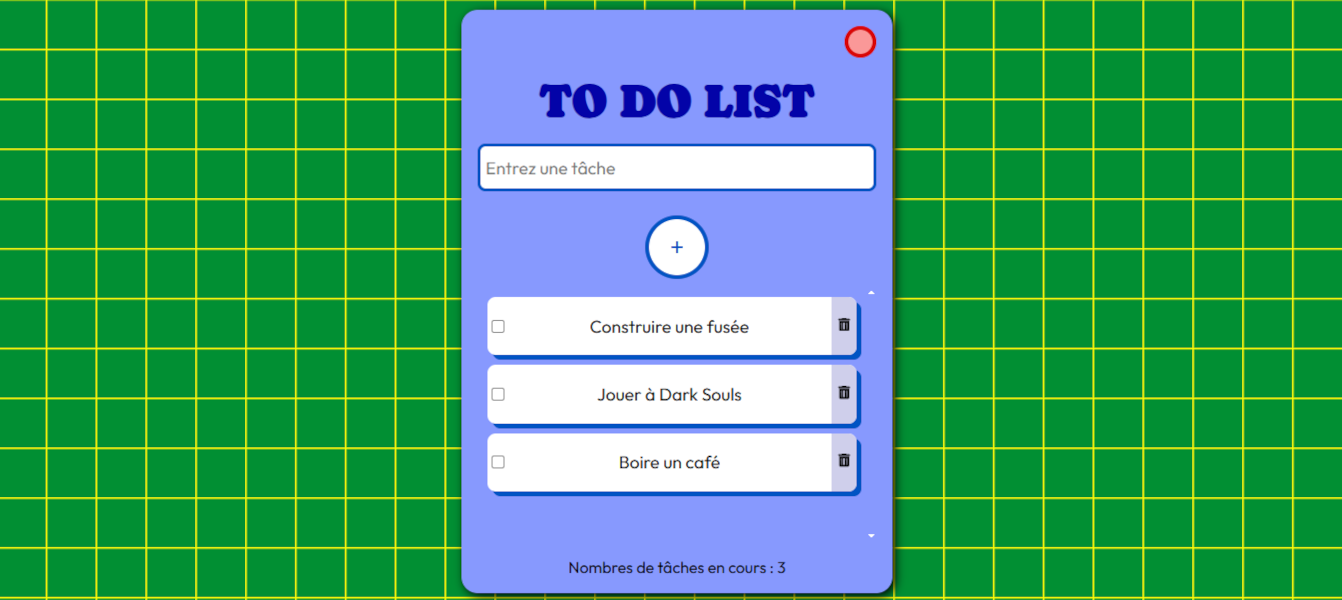 TO DO LIST
Entrez une tâche
+
Construire une fusée
Jouer à Dark Souls
Boire un café
Nombres de tâches en cours : 3